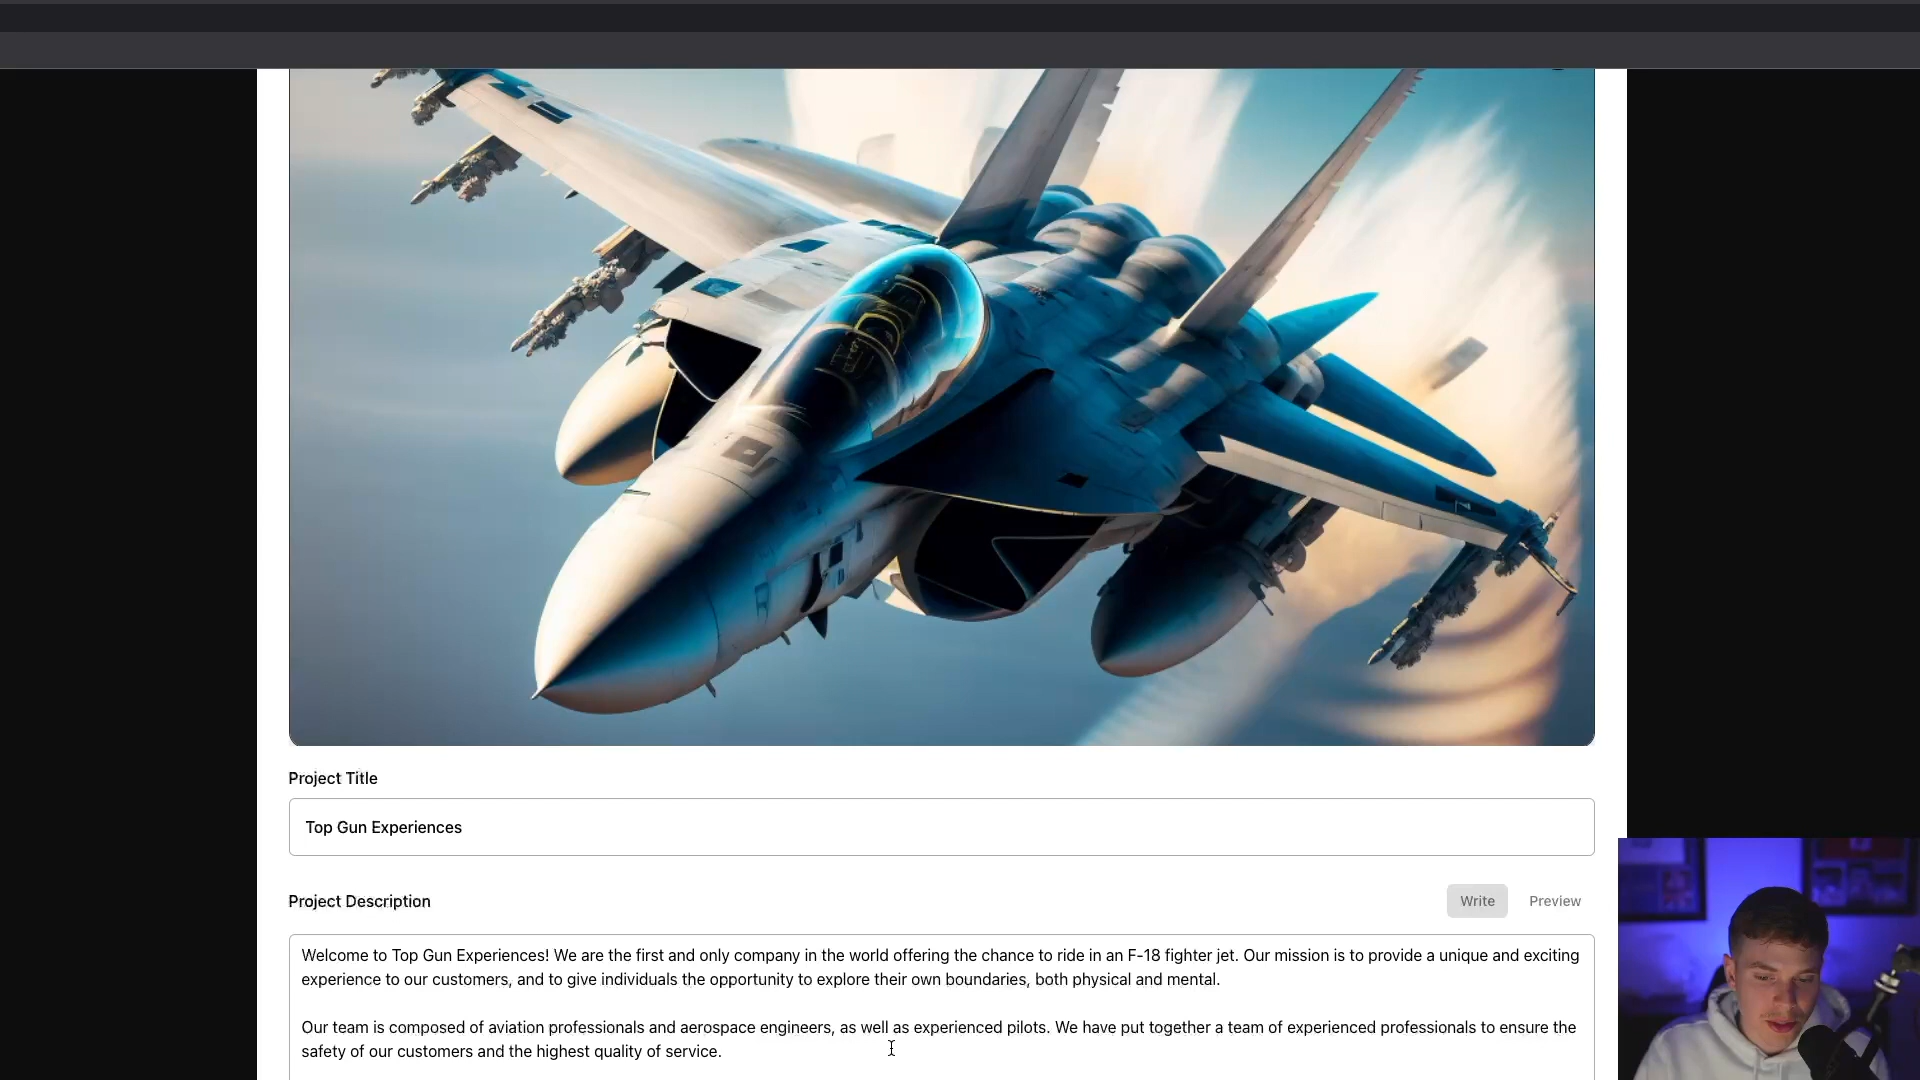 Project Title
Top Gun Experiences
Project Description
Write
Preview
Welcome to Top Gun Experiences! We are the first and only company in the world offering the chance to ride in an F-18 fighter jet. Our mission is to provide a unique and exciting
experience to our customers, and to give individuals the opportunity to explore their own boundaries, both physical and mental.
Our team is composed of aviation professionals and aerospace engineers, as well as experienced pilots. We have put together a team of experienced professionals to ensure the
safety of our customers and the highest quality of service.